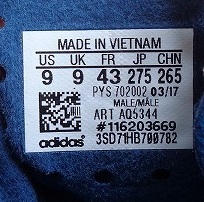 MADE IN VIETNAM
US UK FR JP CHN
9 9 43 275 265
PYS 702002 03/17
MALE/MÂLE
ART AQ5344
#116203669
adidas 3SD71HB799782